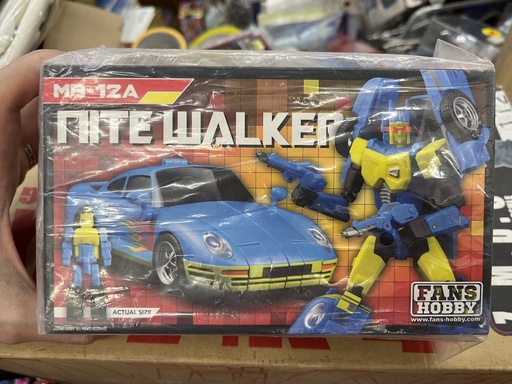 MB-12A
NITE WALKER
ACTUAL SIZE
FANS
HOBBY
www.fans-hobby.com